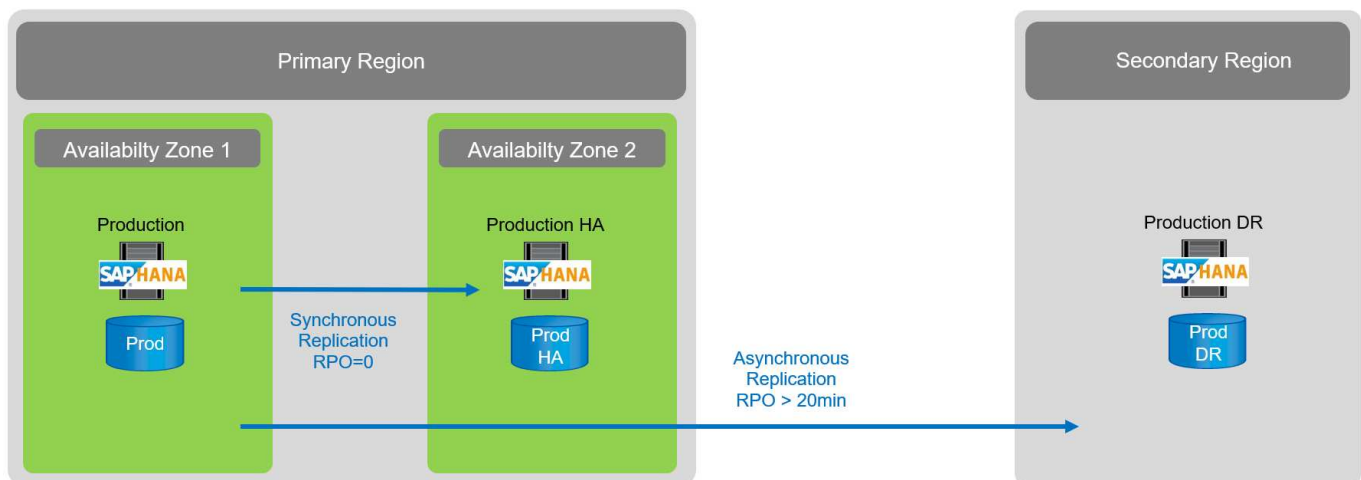 Primary Region
Secondary Region
Availabilty Zone 1
Availabilty Zone 2
Production
Production HA
Production DR
SAP HANA
SAP HANA
SAP HANA
Prod
Prod
HA
Prod
DR
Synchronous
Replication
RPO=0
Asynchronous
Replication
RPO > 20min